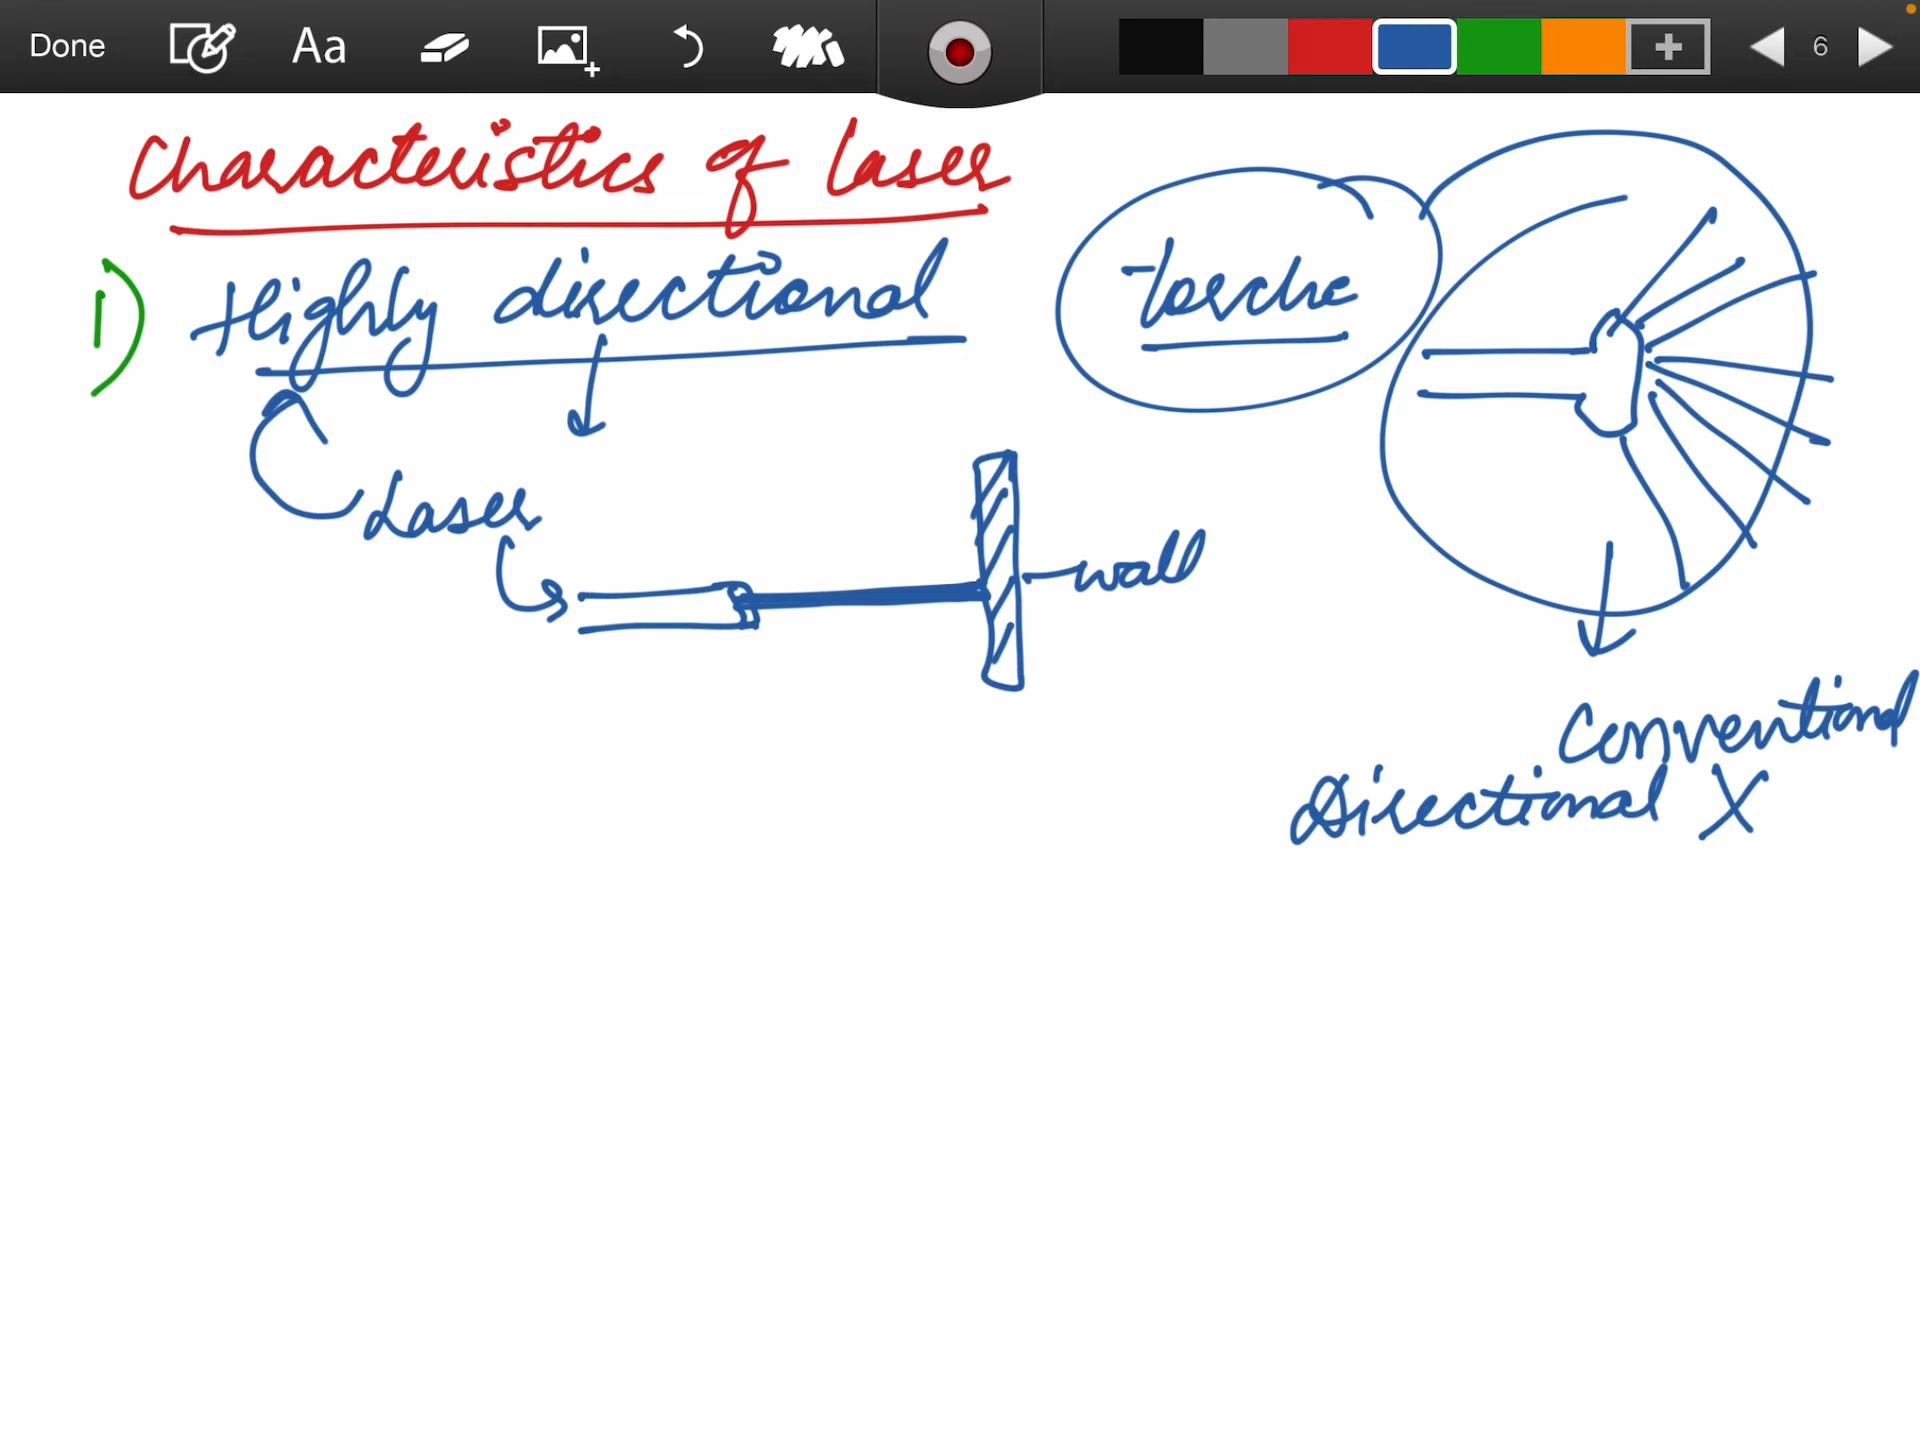 Done Aa 6
Characteristics of Laser
1) Highly directional
Torche
Laser
wall
Conventional
Directional X